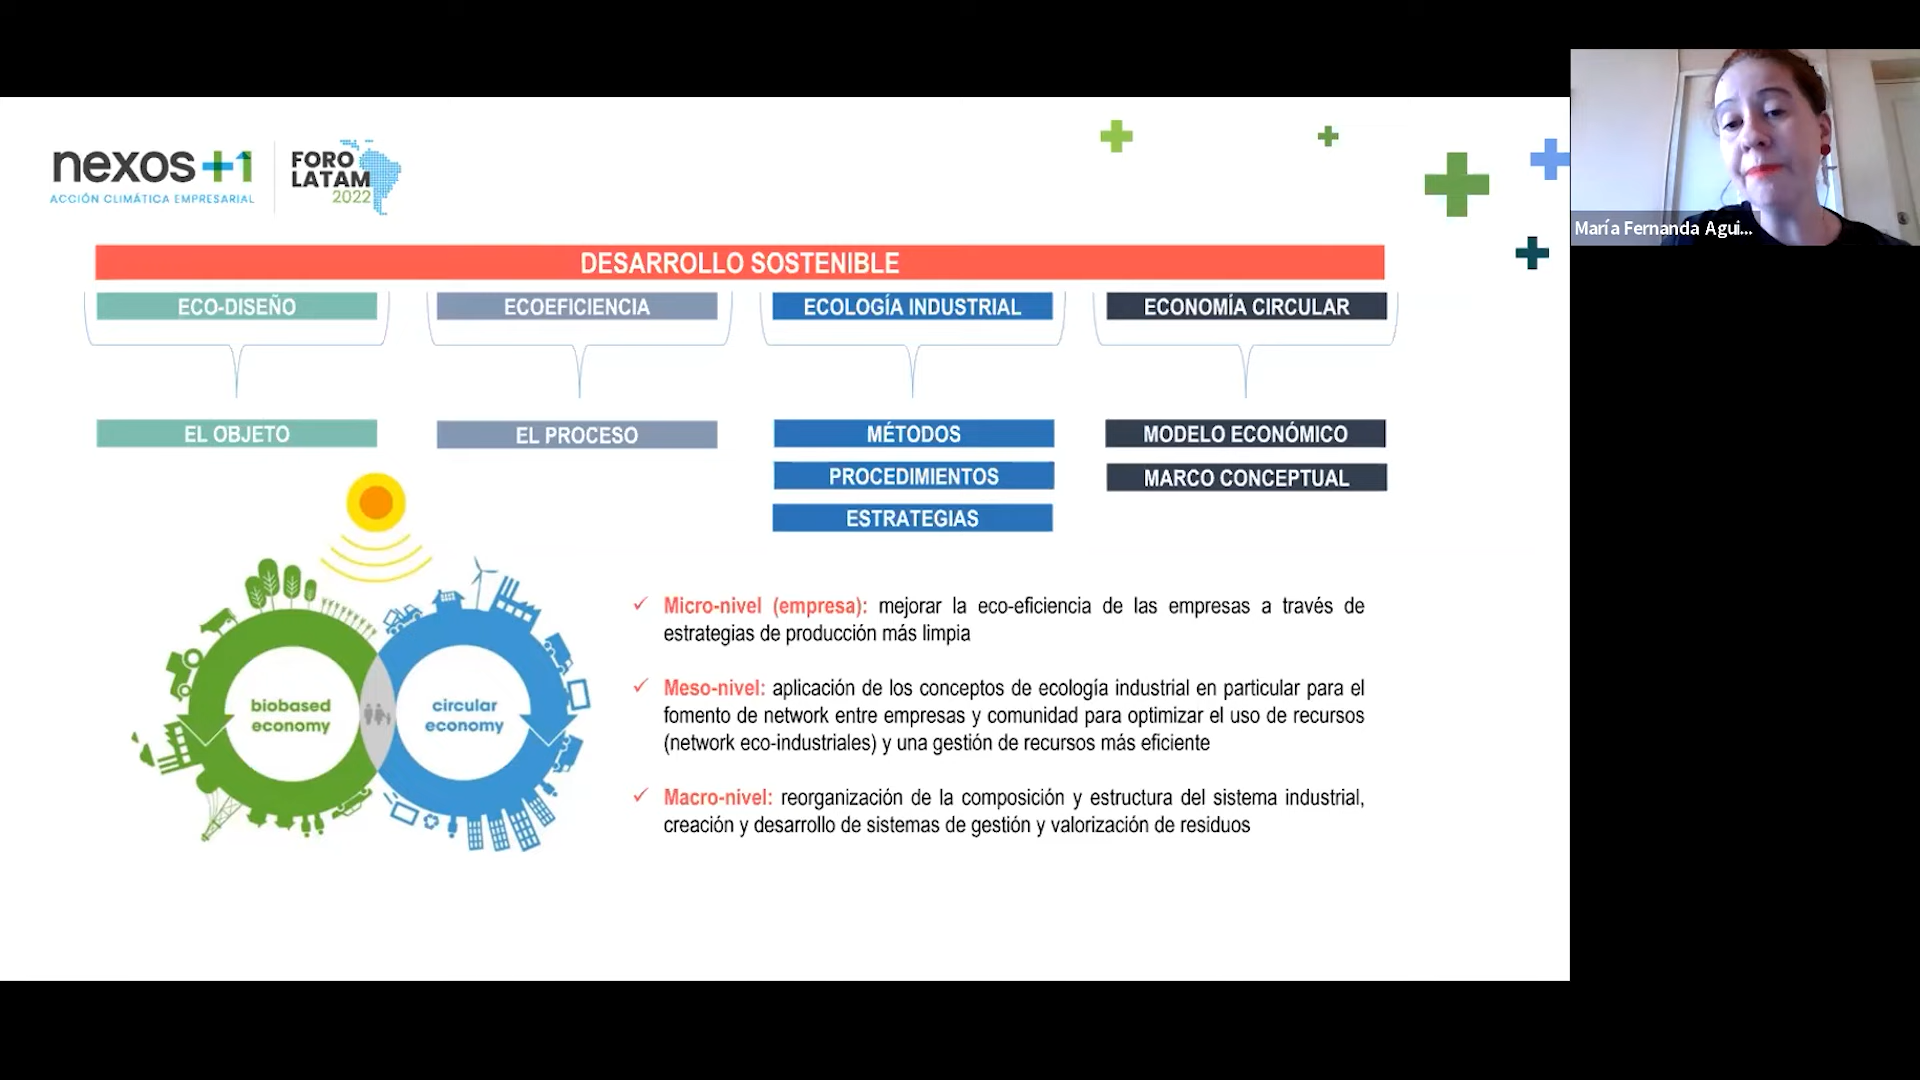 nexos +1
ACCIÓN CLIMÁTICA EMPRESARIAL
FORO
LATAM
2022
María Fernanda Agui...
DESARROLLO SOSTENIBLE
ECO-DISEÑO
ECOEFICIENCIA
ECOLOGÍA INDUSTRIAL
ECONOMÍA CIRCULAR
EL OBJETO
EL PROCESO
MÉTODOS
MODELO ECONÓMICO
PROCEDIMIENTOS
MARCO CONCEPTUAL
ESTRATEGIAS
biobased
economy
circular
economy
Micro-nivel (empresa): mejorar la eco-eficiencia de las empresas a través de
estrategias de producción más limpia
Meso-nivel: aplicación de los conceptos de ecología industrial en particular para el
fomento de network entre empresas y comunidad para optimizar el uso de recursos
(network eco-industriales) y una gestión de recursos más eficiente
Macro-nivel: reorganización de la composición y estructura del sistema industrial,
creación y desarrollo de sistemas de gestión y valorización de residuos